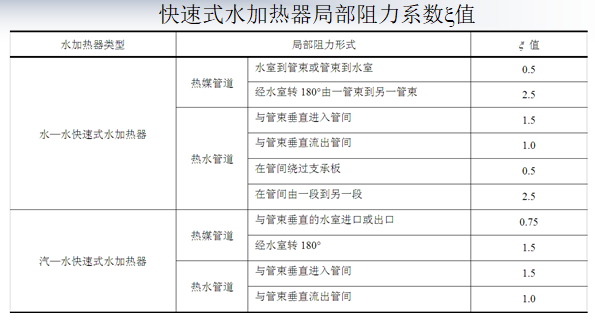 快速式水加热器局部阻力系数ξ值
水加热器类型 局部阻力形式 ξ 值
水—水快速式水加热器 热媒管道 水室到管束或管束到水室 0.5
经水室转 180°由一管束到另一管束 2.5
热水管道 与管束垂直进入管间 1.5
与管束垂直流出管间 1.0
在管间绕过支承板 0.5
在管间由一段到另一段 2.5
汽—水快速式水加热器 热媒管道 与管束垂直的水室进口或出口 0.75
经水室转 180° 1.5
热水管道 与管束垂直进入管间 1.5
与管束垂直流出管间 1.0